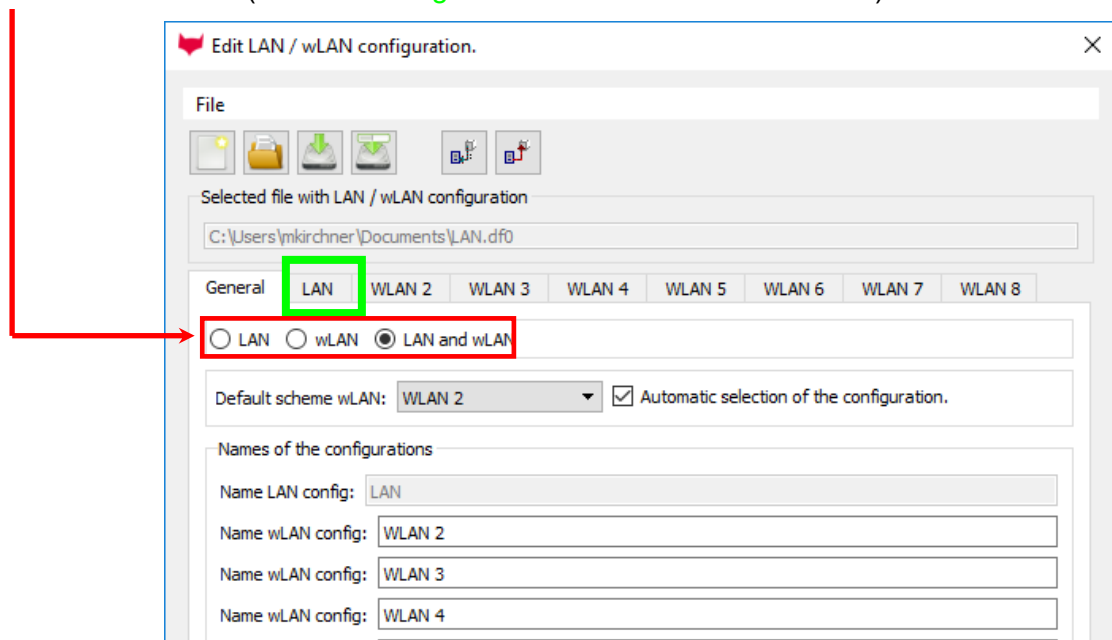 Edit LAN / wLAN configuration.
File
Selected file with LAN / wLAN configuration
C:\Users\mkirchner\Documents\LAN.df0
General LAN WLAN 2 WLAN 3 WLAN 4 WLAN 5 WLAN 6 WLAN 7 WLAN 8
LAN wLAN LAN and wLAN
Default scheme wLAN: WLAN 2 Automatic selection of the configuration.
Names of the configurations
Name LAN config: LAN
Name wLAN config: WLAN 2
Name wLAN config: WLAN 3
Name wLAN config: WLAN 4